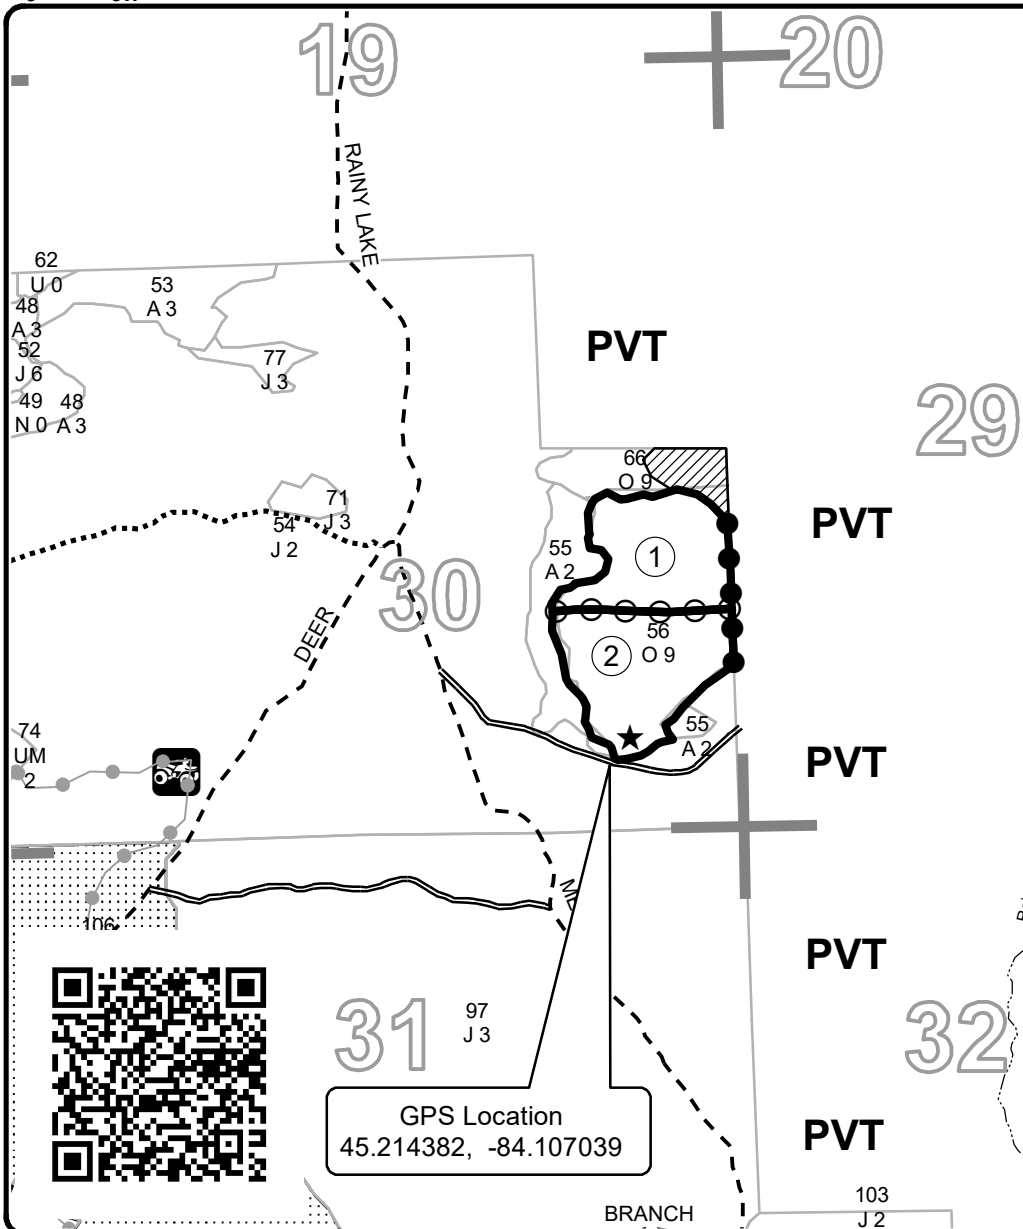 19
20
RAINY LAKE
62
U 0
53
A 3
48
A 3
PVT
52
J 6
77
J 3
49
N 0
48
A 3
29
66
O 9
71
J 3
PVT
54
J 2
55
A 2
1
30
DEER
56
O 9
2
55
A 2
74
UM
2
PVT
106
PVT
31
97
J 3
32
GPS Location
45.214382, -84.107039
PVT
103
J 2
BRANCH